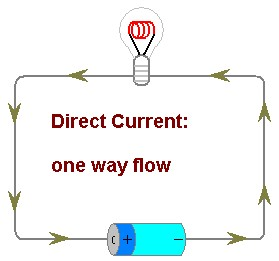 Direct Current:
one way flow
+ −